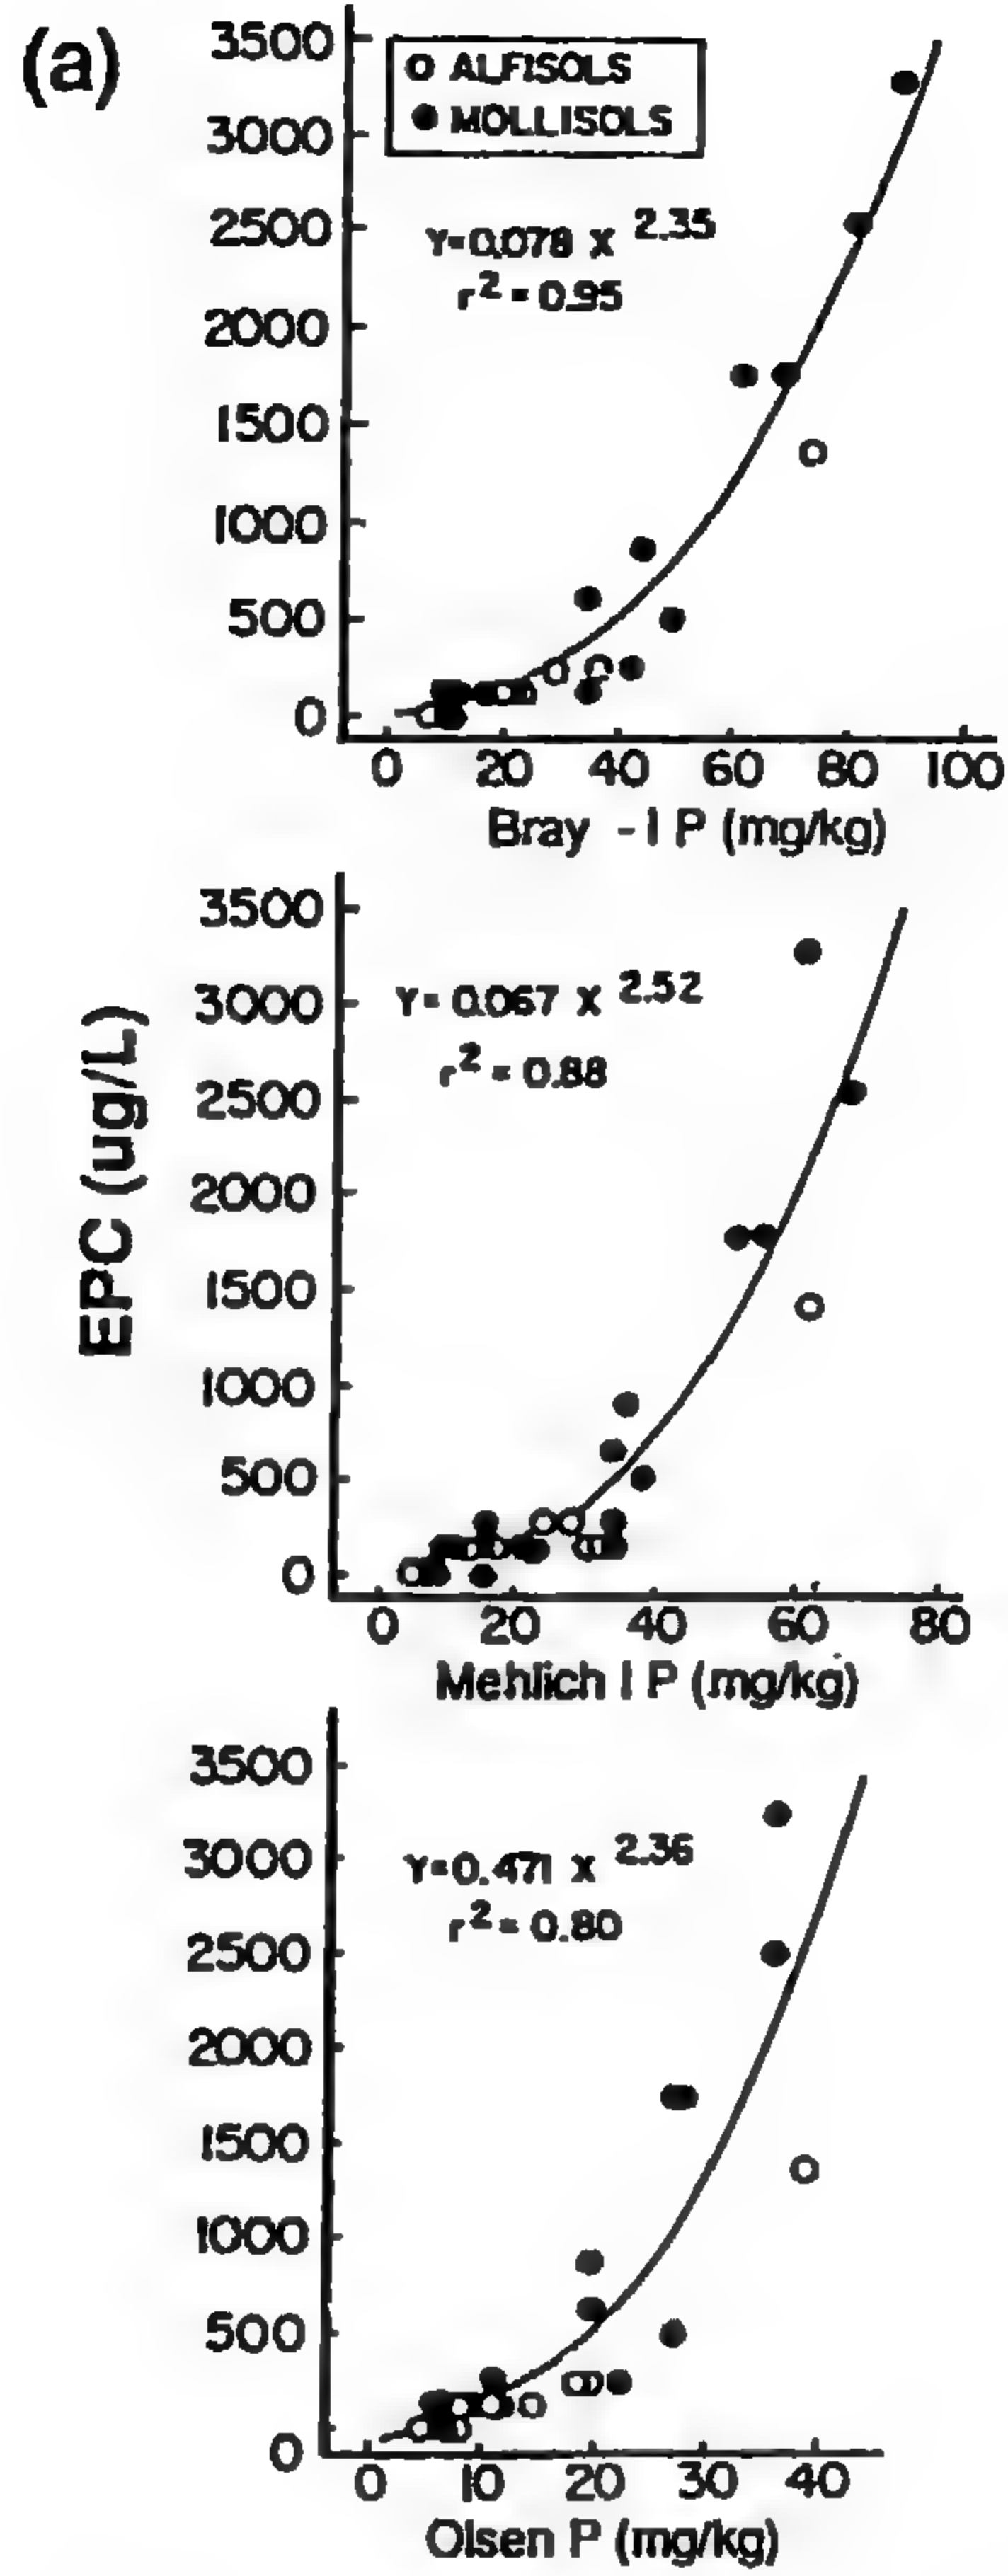 (a)
3500
O ALFISOLS
● MOLLISOLS
3000
2500
Y=0.078 X 2.35
r2 = 0.95
2000
1500
1000
500
0
0 20 40 60 80 100
Bray -I P (mg/kg)
EPC (ug/L)
3500
3000
Y= 0.067 X 2.52
r2 = 0.88
2500
2000
1500
1000
500
0
0 20 40 60 80
Mehlich I P (mg/kg)
3500
3000
Y=0.471 X 2.36
r2 = 0.80
2500
2000
1500
1000
500
0
0 10 20 30 40
Olsen P (mg/kg)